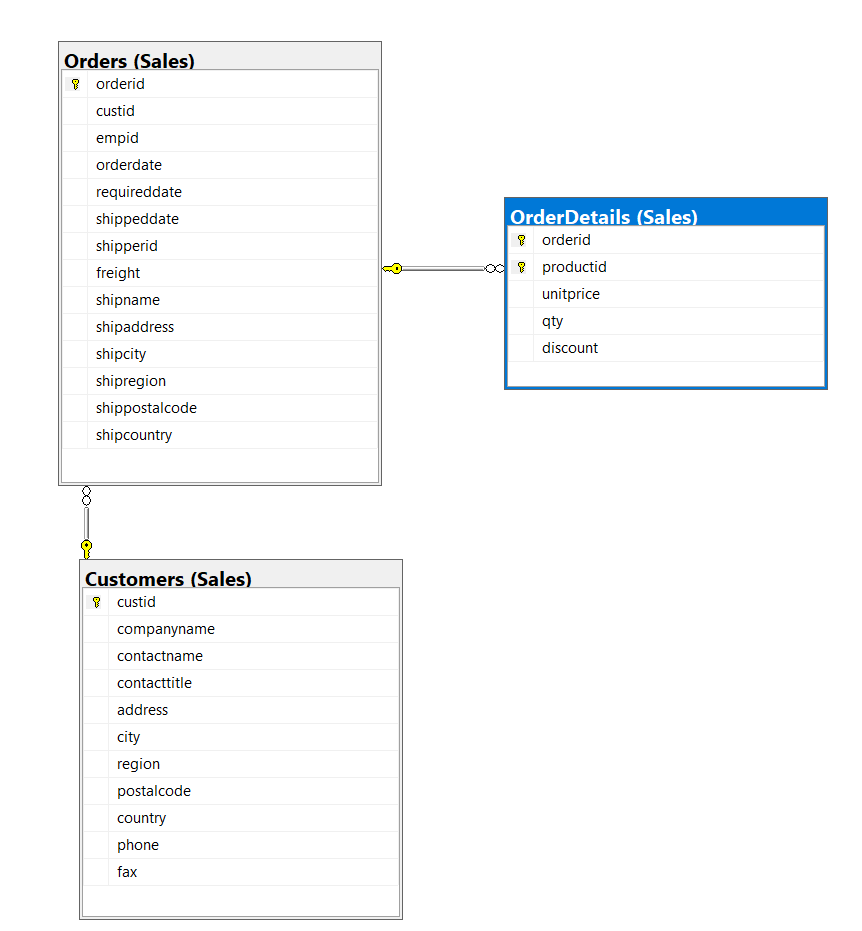 Orders (Sales)
orderid
custid
empid
orderdate
requireddate
shippeddate
shipperid
freight
shipname
shipaddress
shipcity
shipregion
shippostalcode
shipcountry
OrderDetails (Sales)
orderid
productid
unitprice
qty
discount
Customers (Sales)
custid
companyname
contactname
contacttitle
address
city
region
postalcode
country
phone
fax